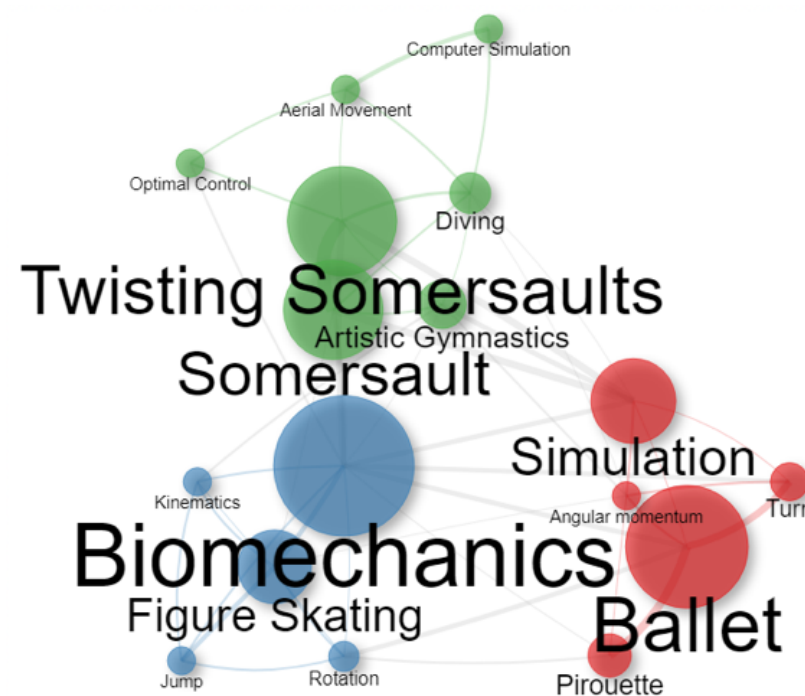 Computer Simulation
Aerial Movement
Optimal Control
Diving
Twisting Somersaults
Artistic Gymnastics
Somersault
Simulation
Kinematics
Angular momentum
Turn
Biomechanics
Figure Skating
Ballet
Jump
Rotation
Pirouette